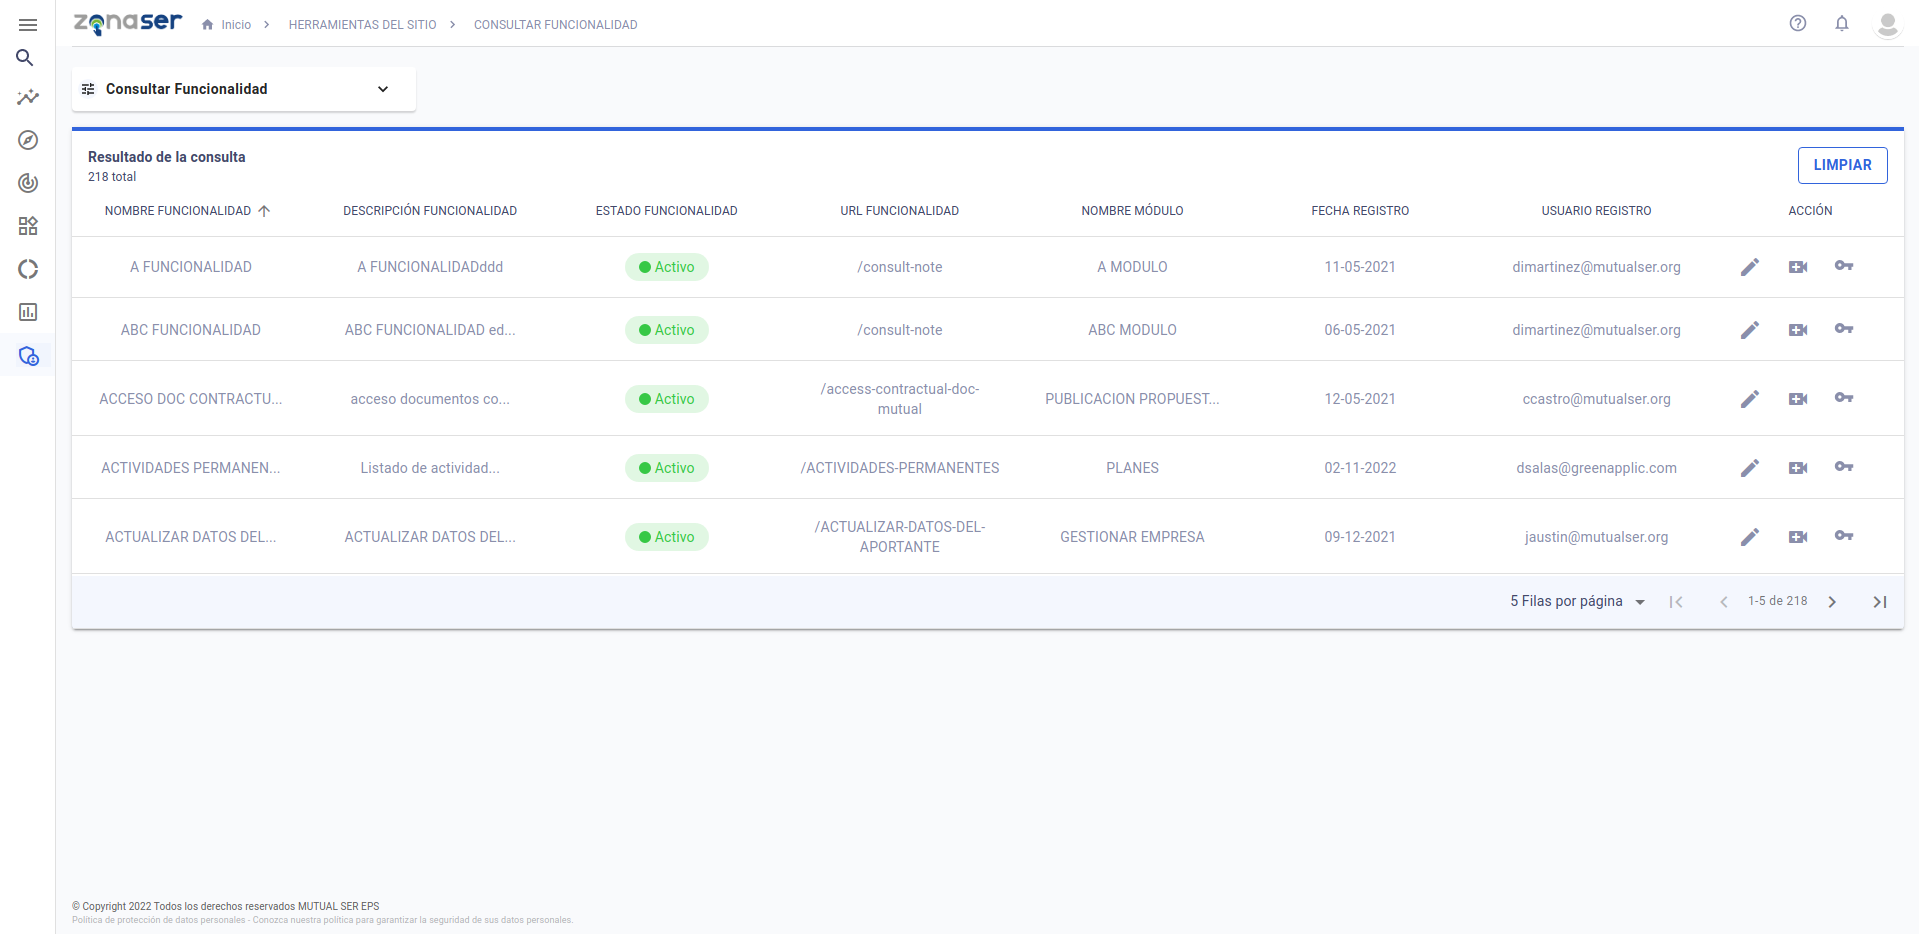 zonaser Inicio HERRAMIENTAS DEL SITIO CONSULTAR FUNCIONALIDAD
Consultar Funcionalidad
Resultado de la consulta
218 total
LIMPIAR
NOMBRE FUNCIONALIDAD DESCRIPCIÓN FUNCIONALIDAD ESTADO FUNCIONALIDAD URL FUNCIONALIDAD NOMBRE MÓDULO FECHA REGISTRO USUARIO REGISTRO ACCIÓN
A FUNCIONALIDAD A FUNCIONALIDADddd Activo /consult-note A MODULO 11-05-2021 dimartinez@mutualser.org
ABC FUNCIONALIDAD ABC FUNCIONALIDAD ed... Activo /consult-note ABC MODULO 06-05-2021 dimartinez@mutualser.org
ACCESO DOC CONTRACTU... acceso documentos co... Activo /access-contractual-doc-
mutual PUBLICACION PROPUEST... 12-05-2021 ccastro@mutualser.org
ACTIVIDADES PERMANEN... Listado de actividad... Activo /ACTIVIDADES-PERMANENTES PLANES 02-11-2022 dsalas@greenapplic.com
ACTUALIZAR DATOS DEL... ACTUALIZAR DATOS DEL... Activo /ACTUALIZAR-DATOS-DEL-
APORTANTE GESTIONAR EMPRESA 09-12-2021 jaustin@mutualser.org
5 Filas por página 1-5 de 218
© Copyright 2022 Todos los derechos reservados MUTUAL SER EPS
Política de protección de datos personales - Conozca nuestra política para garantizar la seguridad de sus datos personales.